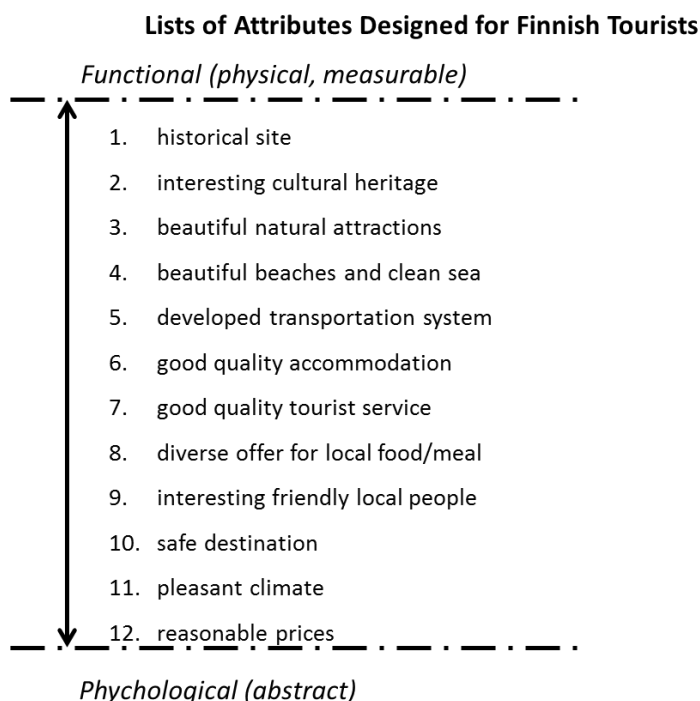 Lists of Attributes Designed for Finnish Tourists
Functional (physical, measurable)
1. historical site
2. interesting cultural heritage
3. beautiful natural attractions
4. beautiful beaches and clean sea
5. developed transportation system
6. good quality accommodation
7. good quality tourist service
8. diverse offer for local food/meal
9. interesting friendly local people
10. safe destination
11. pleasant climate
12. reasonable prices
Phychological (abstract)